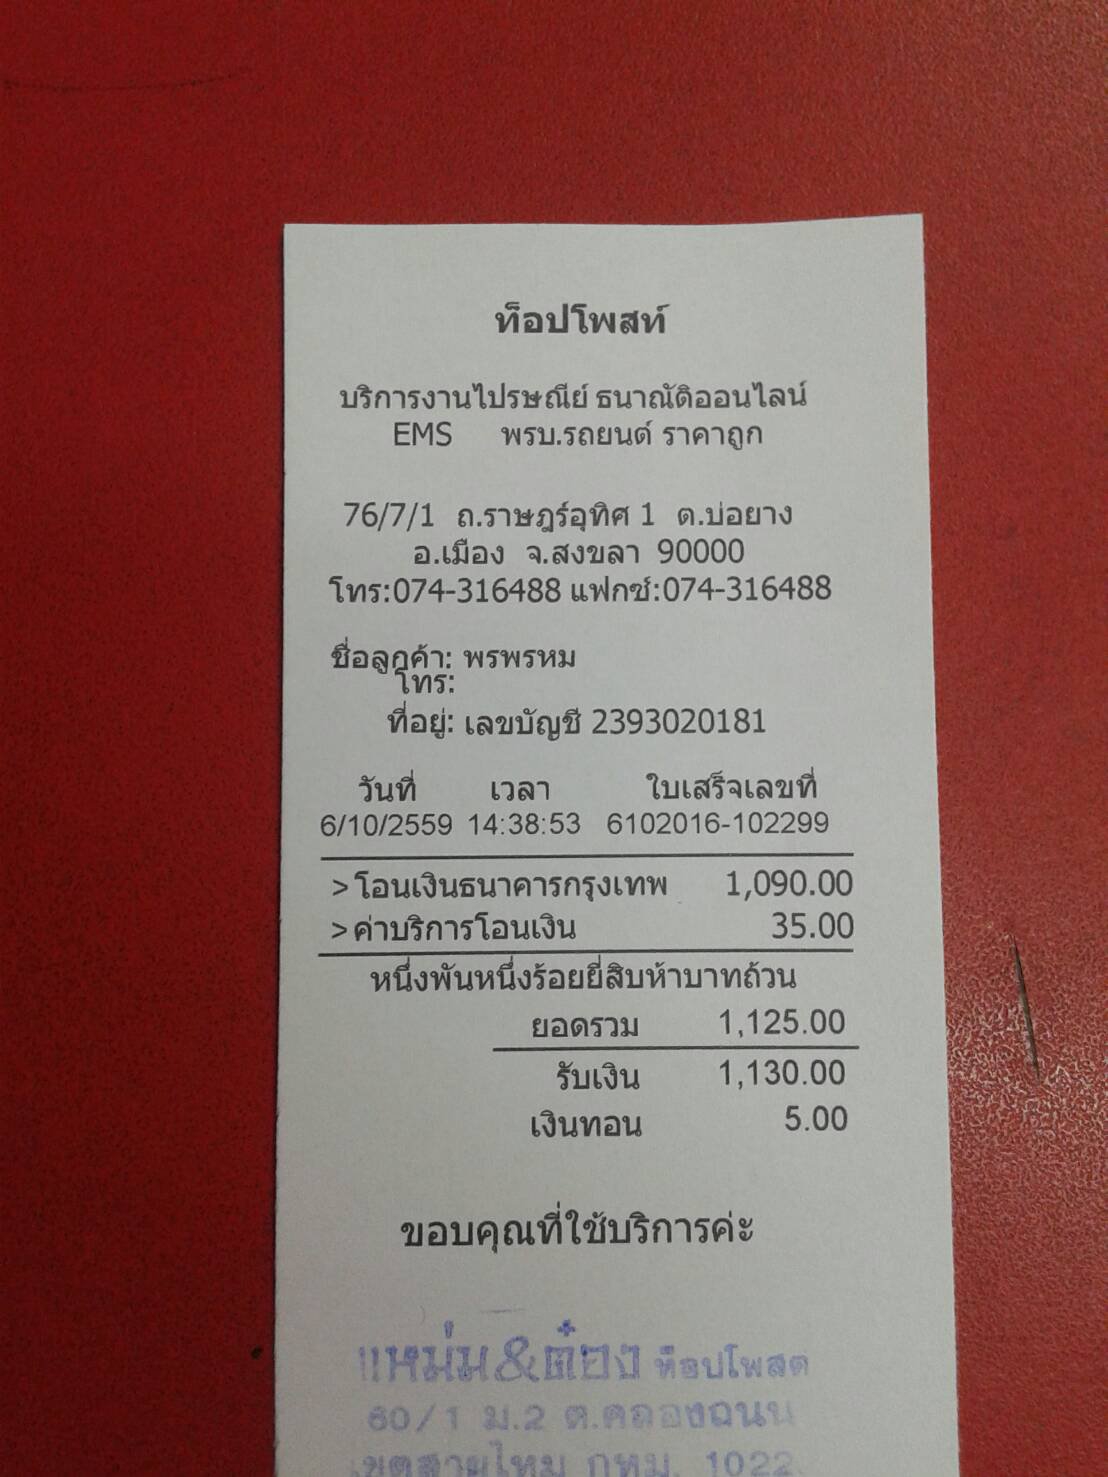 ท็อปโพสท์
บริการงานไปรษณีย์ ธนาณัติออนไลน์
EMS พรบ.รถยนต์ ราคาถูก
76/7/1 ถ.ราษฎร์อุทิศ 1 ต.บ่อยาง
อ.เมือง จ.สงขลา 90000
โทร:074-316488 แฟกซ์:074-316488
ชื่อลูกค้า: พรพรหม
โทร:
ที่อยู่: เลขบัญชี 2393020181
วันที่ เวลา ใบเสร็จเลขที่
6/10/2559 14:38:53 6102016-102299
>โอนเงินธนาคารกรุงเทพ 1,090.00
>ค่าบริการโอนเงิน 35.00
หนึ่งพันหนึ่งร้อยยี่สิบห้าบาทถ้วน
ยอดรวม 1,125.00
รับเงิน 1,130.00
เงินทอน 5.00
ขอบคุณที่ใช้บริการค่ะ
แหม่ม&ต๋อง ท็อปโพสต
60/1 ม.2 ต.คลองถนน
เขตสายไหม กทม. 1022